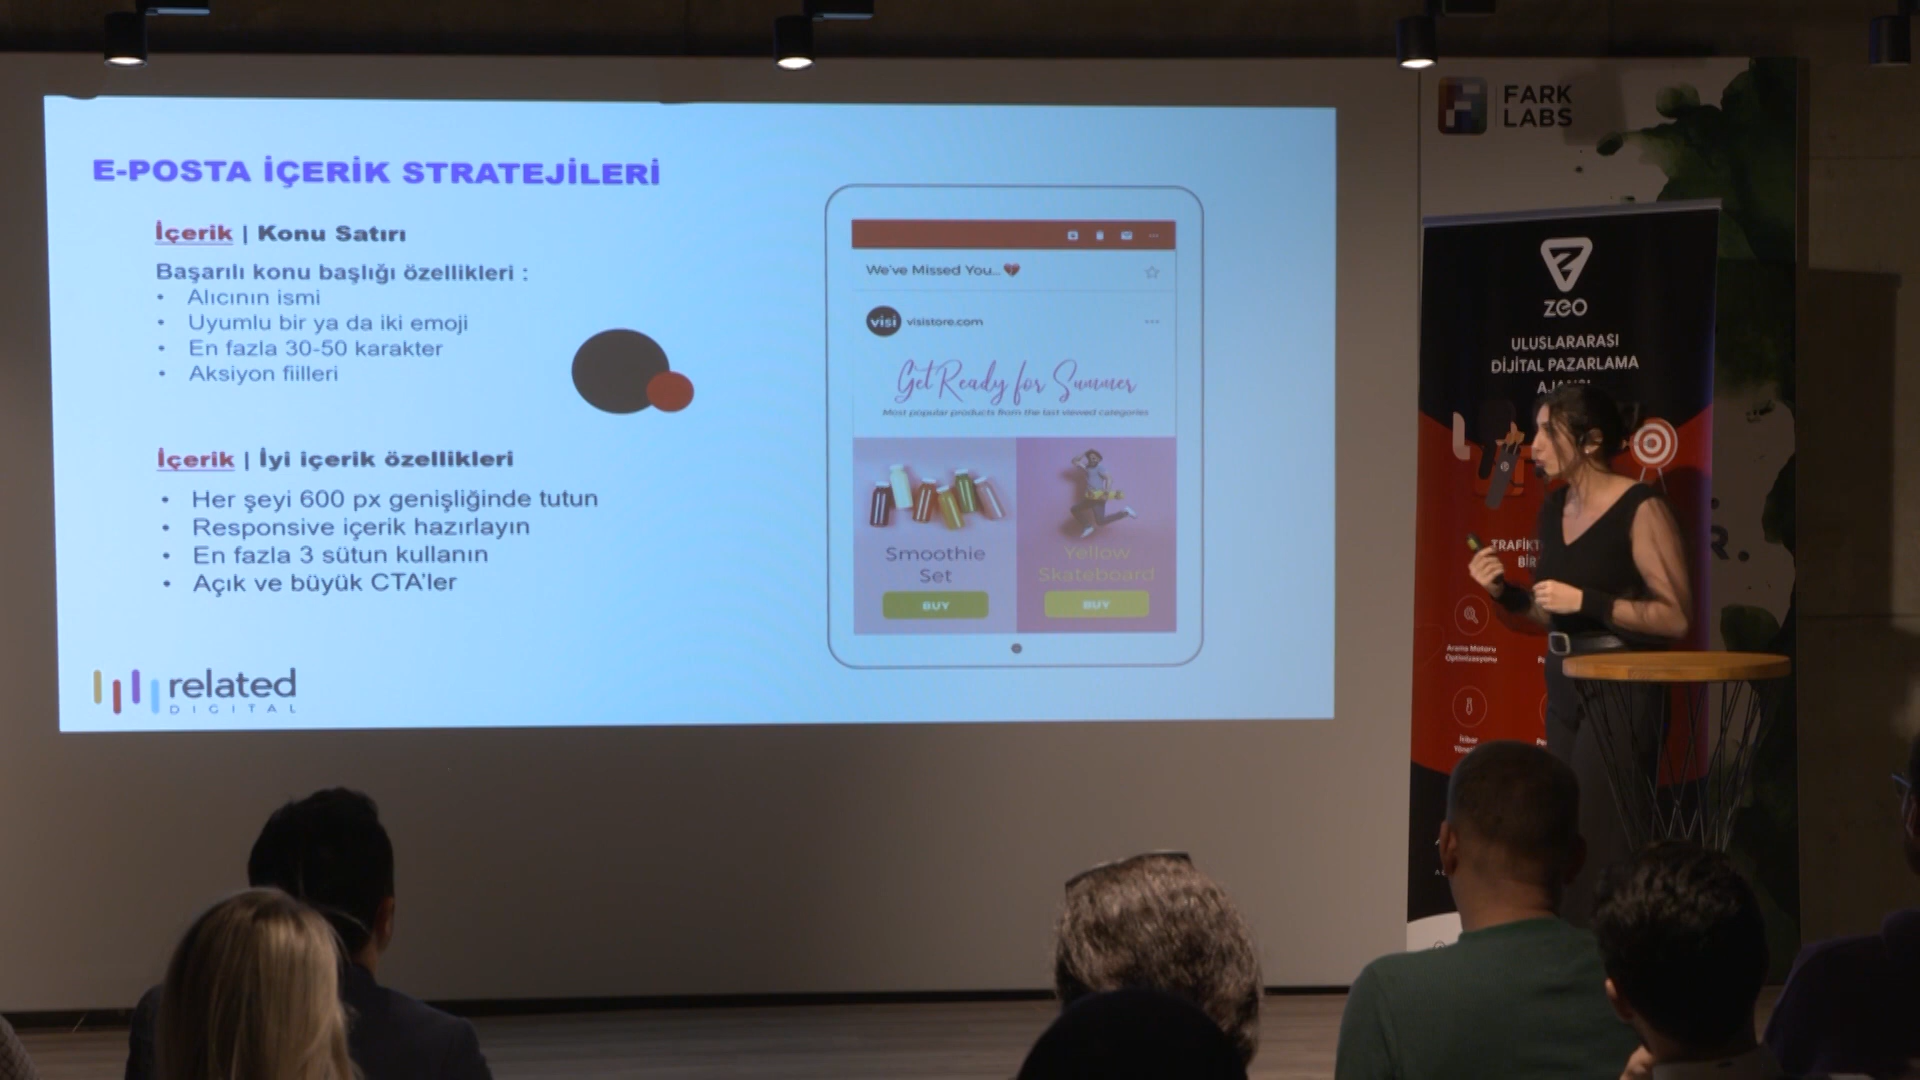 E-POSTA İÇERİK STRATEJİLERİ
İçerik | Konu Satırı
Başarılı konu başlığı özellikleri :
• Alıcının ismi
• Uyumlu bir ya da iki emoji
• En fazla 30-50 karakter
• Aksiyon fiilleri
İçerik | İyi içerik özellikleri
• Her şeyi 600 px genişliğinde tutun
• Responsive içerik hazırlayın
• En fazla 3 sütun kullanın
• Açık ve büyük CTA'ler
related
DIGITAL
We've Missed You...
visi visistore.com
Get Ready for Summer
Most popular products from the last viewed categories
Smoothie
Set
BUY
Yellow
Skateboard
BUY
FARK
LABS
zeo
ULUSLARARASI
DİJİTAL PAZARLAMA
Arama Motoru
Optimizasyonu